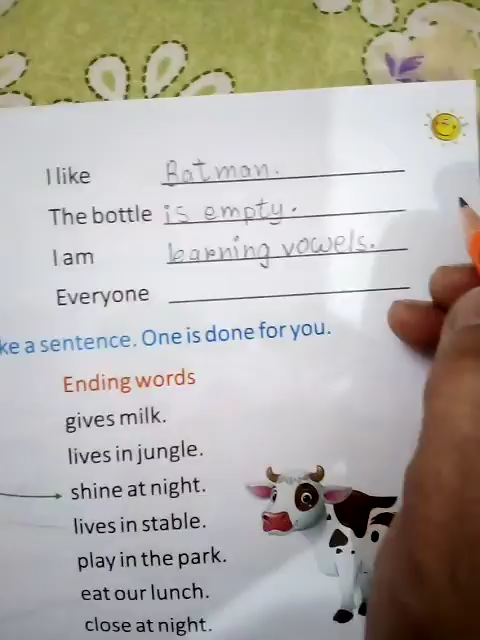 I like Batman.
The bottle is empty.
I am learning vowels.
Everyone
ke a sentence. One is done for you.
Ending words
gives milk.
lives in jungle.
shine at night.
lives in stable.
play in the park.
eat our lunch.
close at night.